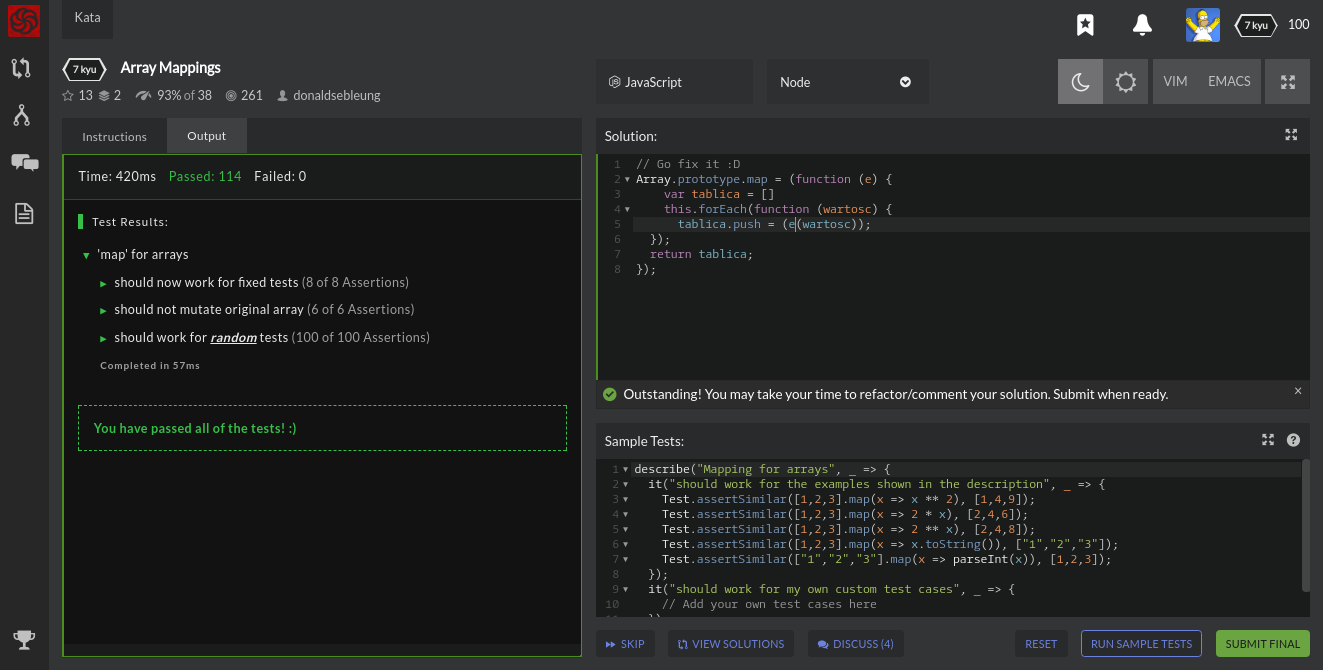 Kata
7 kyu
100
7 kyu
Array Mappings
13 2 93% of 38 261 donaldsebleung
JavaScript
Node
VIM EMACS
Instructions
Output
Time: 420ms Passed: 114 Failed: 0
Test Results:
'map' for arrays
should now work for fixed tests (8 of 8 Assertions)
should not mutate original array (6 of 6 Assertions)
should work for random tests (100 of 100 Assertions)
Completed in 57ms
You have passed all of the tests! :)
Solution:
1 // Go fix it :D
2 Array.prototype.map = (function (e) {
3 var tablica = []
4 this.forEach(function (wartosc) {
5 tablica.push = (e(wartosc));
6 });
7 return tablica;
8 });
Outstanding! You may take your time to refactor/comment your solution. Submit when ready.
Sample Tests:
1 describe("Mapping for arrays", _ => {
2 it("should work for the examples shown in the description", _ => {
3 Test.assertSimilar([1,2,3].map(x => x ** 2), [1,4,9]);
4 Test.assertSimilar([1,2,3].map(x => 2 * x), [2,4,6]);
5 Test.assertSimilar([1,2,3].map(x => 2 ** x), [2,4,8]);
6 Test.assertSimilar([1,2,3].map(x => x.toString()), ["1","2","3"]);
7 Test.assertSimilar(["1","2","3"].map(x => parseInt(x)), [1,2,3]);
8 });
9 it("should work for my own custom test cases", _ => {
10 // Add your own test cases here
SKIP
VIEW SOLUTIONS
DISCUSS (4)
RESET
RUN SAMPLE TESTS
SUBMIT FINAL